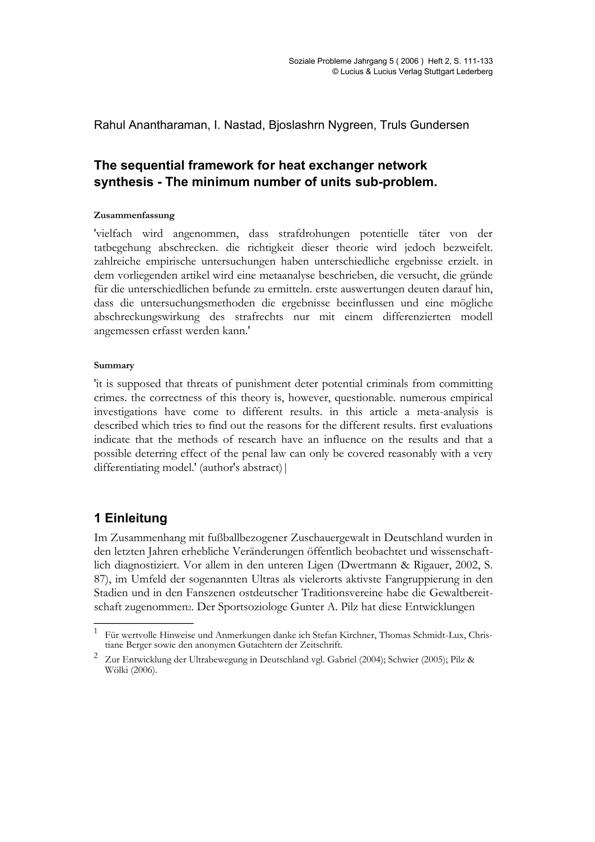 Soziale Probleme Jahrgang 5 ( 2006 ) Heft 2, S. 111-133
© Lucius & Lucius Verlag Stuttgart Lederberg
Rahul Anantharaman, I. Nastad, Bjoslashrn Nygreen, Truls Gundersen
The sequential framework for heat exchanger network
synthesis - The minimum number of units sub-problem.
Zusammenfassung
'vielfach wird angenommen, dass strafdrohungen potentielle täter von der
tatbegehung abschrecken. die richtigkeit dieser theorie wird jedoch bezweifelt.
zahlreiche empirische untersuchungen haben unterschiedliche ergebnisse erzielt. in
dem vorliegenden artikel wird eine metaanalyse beschrieben, die versucht, die gründe
für die unterschiedlichen befunde zu ermitteln. erste auswertungen deuten darauf hin,
dass die untersuchungsmethoden die ergebnisse beeinflussen und eine mögliche
abschreckungswirkung des strafrechts nur mit einem differenzierten modell
angemessen erfasst werden kann.'
Summary
'it is supposed that threats of punishment deter potential criminals from committing
crimes. the correctness of this theory is, however, questionable. numerous empirical
investigations have come to different results. in this article a meta-analysis is
described which tries to find out the reasons for the different results. first evaluations
indicate that the methods of research have an influence on the results and that a
possible deterring effect of the penal law can only be covered reasonably with a very
differentiating model.' (author's abstract)|
1 Einleitung
Im Zusammenhang mit fußballbezogener Zuschauergewalt in Deutschland wurden in
den letzten Jahren erhebliche Veränderungen öffentlich beobachtet und wissenschaft-
lich diagnostiziert. Vor allem in den unteren Ligen (Dwertmann & Rigauer, 2002, S.
87), im Umfeld der sogenannten Ultras als vielerorts aktivste Fangruppierung in den
Stadien und in den Fanszenen ostdeutscher Traditionsvereine habe die Gewaltbereit-
schaft zugenommen2. Der Sportsoziologe Gunter A. Pilz hat diese Entwicklungen
1 Für wertvolle Hinweise und Anmerkungen danke ich Stefan Kirchner, Thomas Schmidt-Lux, Chris-
tiane Berger sowie den anonymen Gutachtern der Zeitschrift.
2 Zur Entwicklung der Ultrabewegung in Deutschland vgl. Gabriel (2004); Schwier (2005); Pilz &
Wölki (2006).